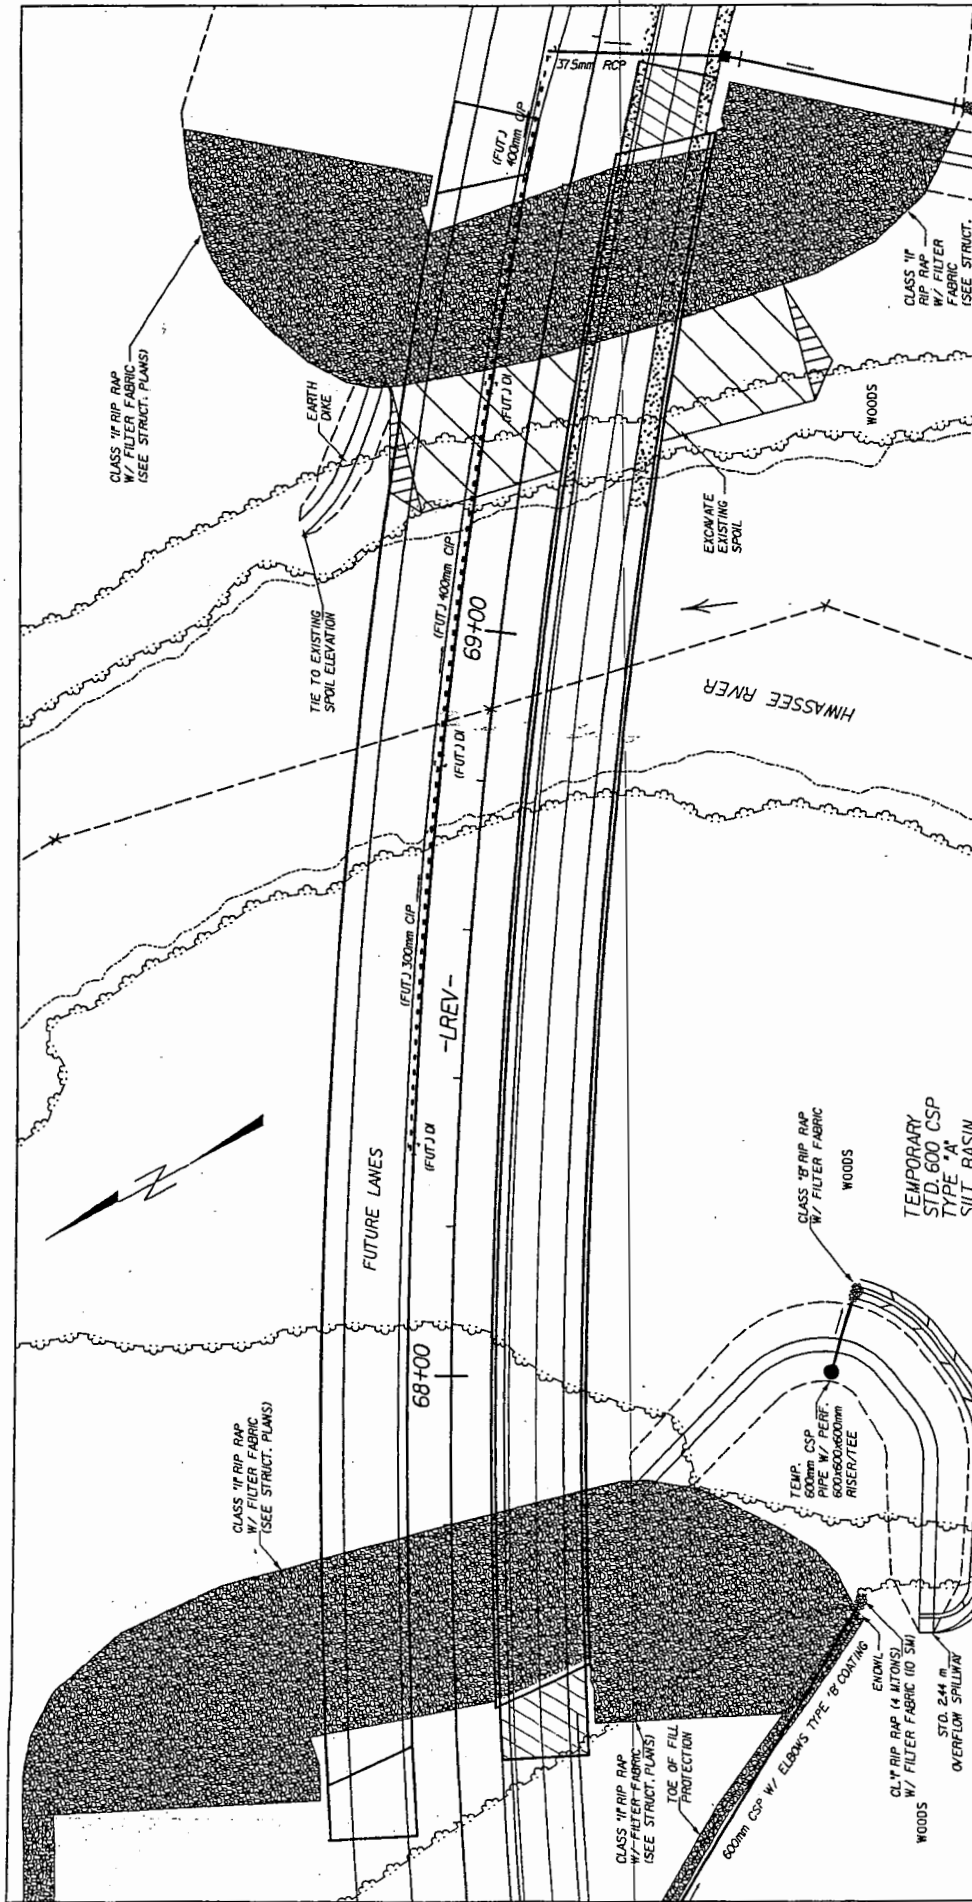 37.5mm RCP
(FUT.) 400mm CIP
CLASS "II" RIP RAP
W/ FILTER FABRIC
(SEE STRUCT. PLANS)
EARTH
DIKE
CLASS "II"
RIP RAP
W/ FILTER
FABRIC
(SEE STRUCT.
(FUT.) DI
WOODS
EXCAVATE
EXISTING
SPOIL
TIE TO EXISTING
SPOIL ELEVATION
(FUT.) 400mm CIP
69+00
HIWASSEE RIVER
(FUT.) DI
(FUT.) 300mm CIP
-LREV-
(FUT.) DI
N
FUTURE LANES
CLASS "B" RIP RAP
W/ FILTER FABRIC
WOODS
TEMPORARY
STD. 600 CSP
TYPE "A"
SILT BASIN
68+00
CLASS "II" RIP RAP
W/ FILTER FABRIC
(SEE STRUCT. PLANS)
TEMP.
600mm CSP
PIPE W/ PERF.
600x600x600mm
RISER/TEE
CLASS "II" RIP RAP
W/ FILTER FABRIC
(SEE STRUCT. PLANS)
TOE OF FILL
PROTECTION
600mm CSP W/ ELBOWS TYPE "B" COATING
ENDWL
CL."I" RIP RAP (4 MTONS)
W/ FILTER FABRIC (10 SM)
STD. 2.44 m
OVERFLOW SPILLWAY
WOODS